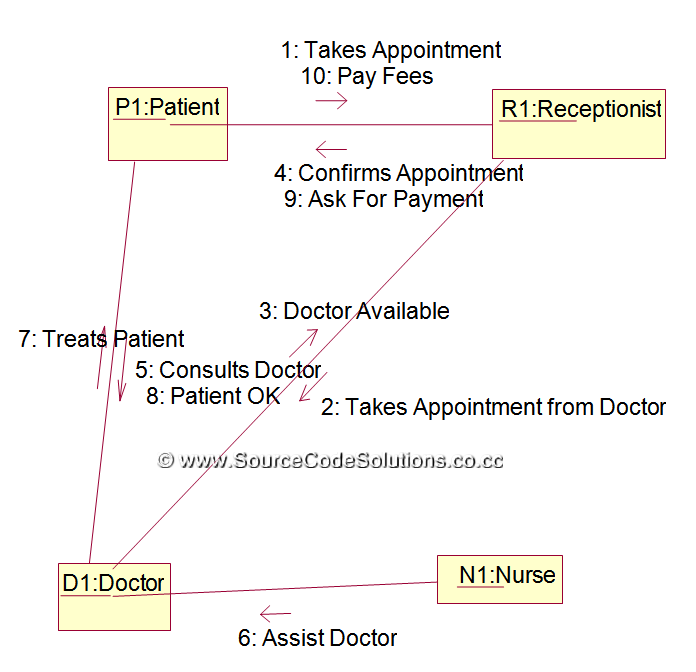 1: Takes Appointment
10: Pay Fees
P1:Patient
R1:Receptionist
4: Confirms Appointment
9: Ask For Payment
3: Doctor Available
7: Treats Patient
5: Consults Doctor
8: Patient OK
2: Takes Appointment from Doctor
© www.SourceCodeSolutions.co.cc
D1:Doctor
N1:Nurse
6: Assist Doctor